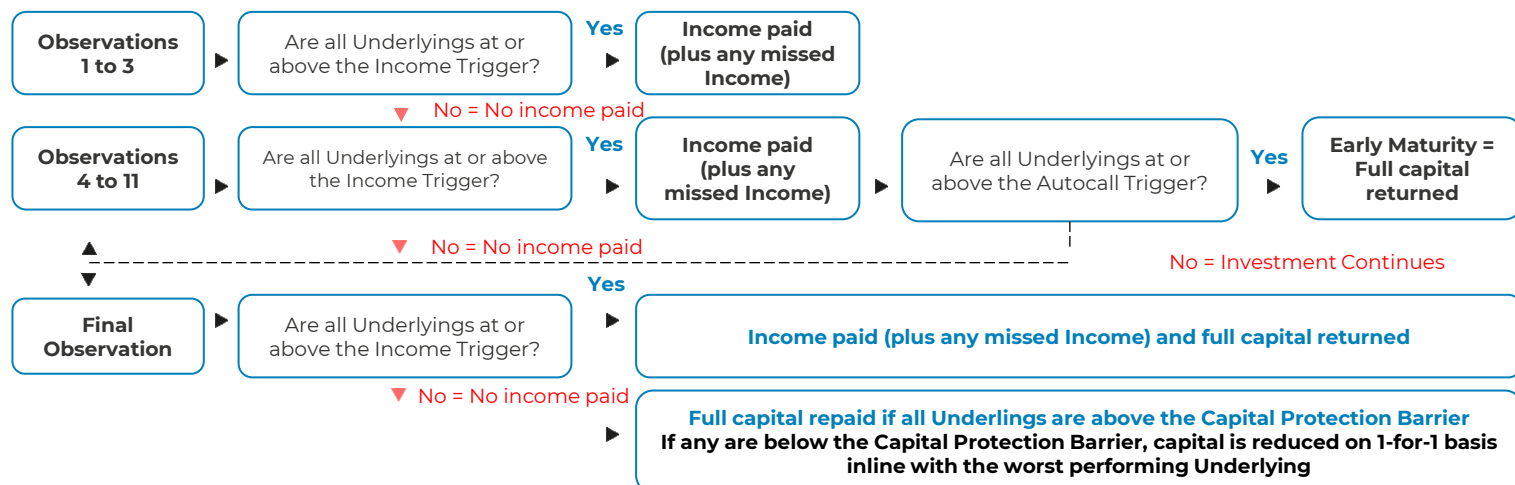 Observations
1 to 3
Are all Underlyings at or
above the Income Trigger?
Yes
Income paid
(plus any missed
Income)
No = No income paid
Observations
4 to 11
Are all Underlyings at or above
the Income Trigger?
Yes
Income paid
(plus any
missed Income)
Are all Underlyings at or
above the Autocall Trigger?
Yes
Early Maturity =
Full capital
returned
No = No income paid
No = Investment Continues
Final
Observation
Are all Underlyings at or
above the Income Trigger?
Yes
Income paid (plus any missed Income) and full capital returned
No = No income paid
Full capital repaid if all Underlings are above the Capital Protection Barrier
If any are below the Capital Protection Barrier, capital is reduced on 1-for-1 basis
inline with the worst performing Underlying